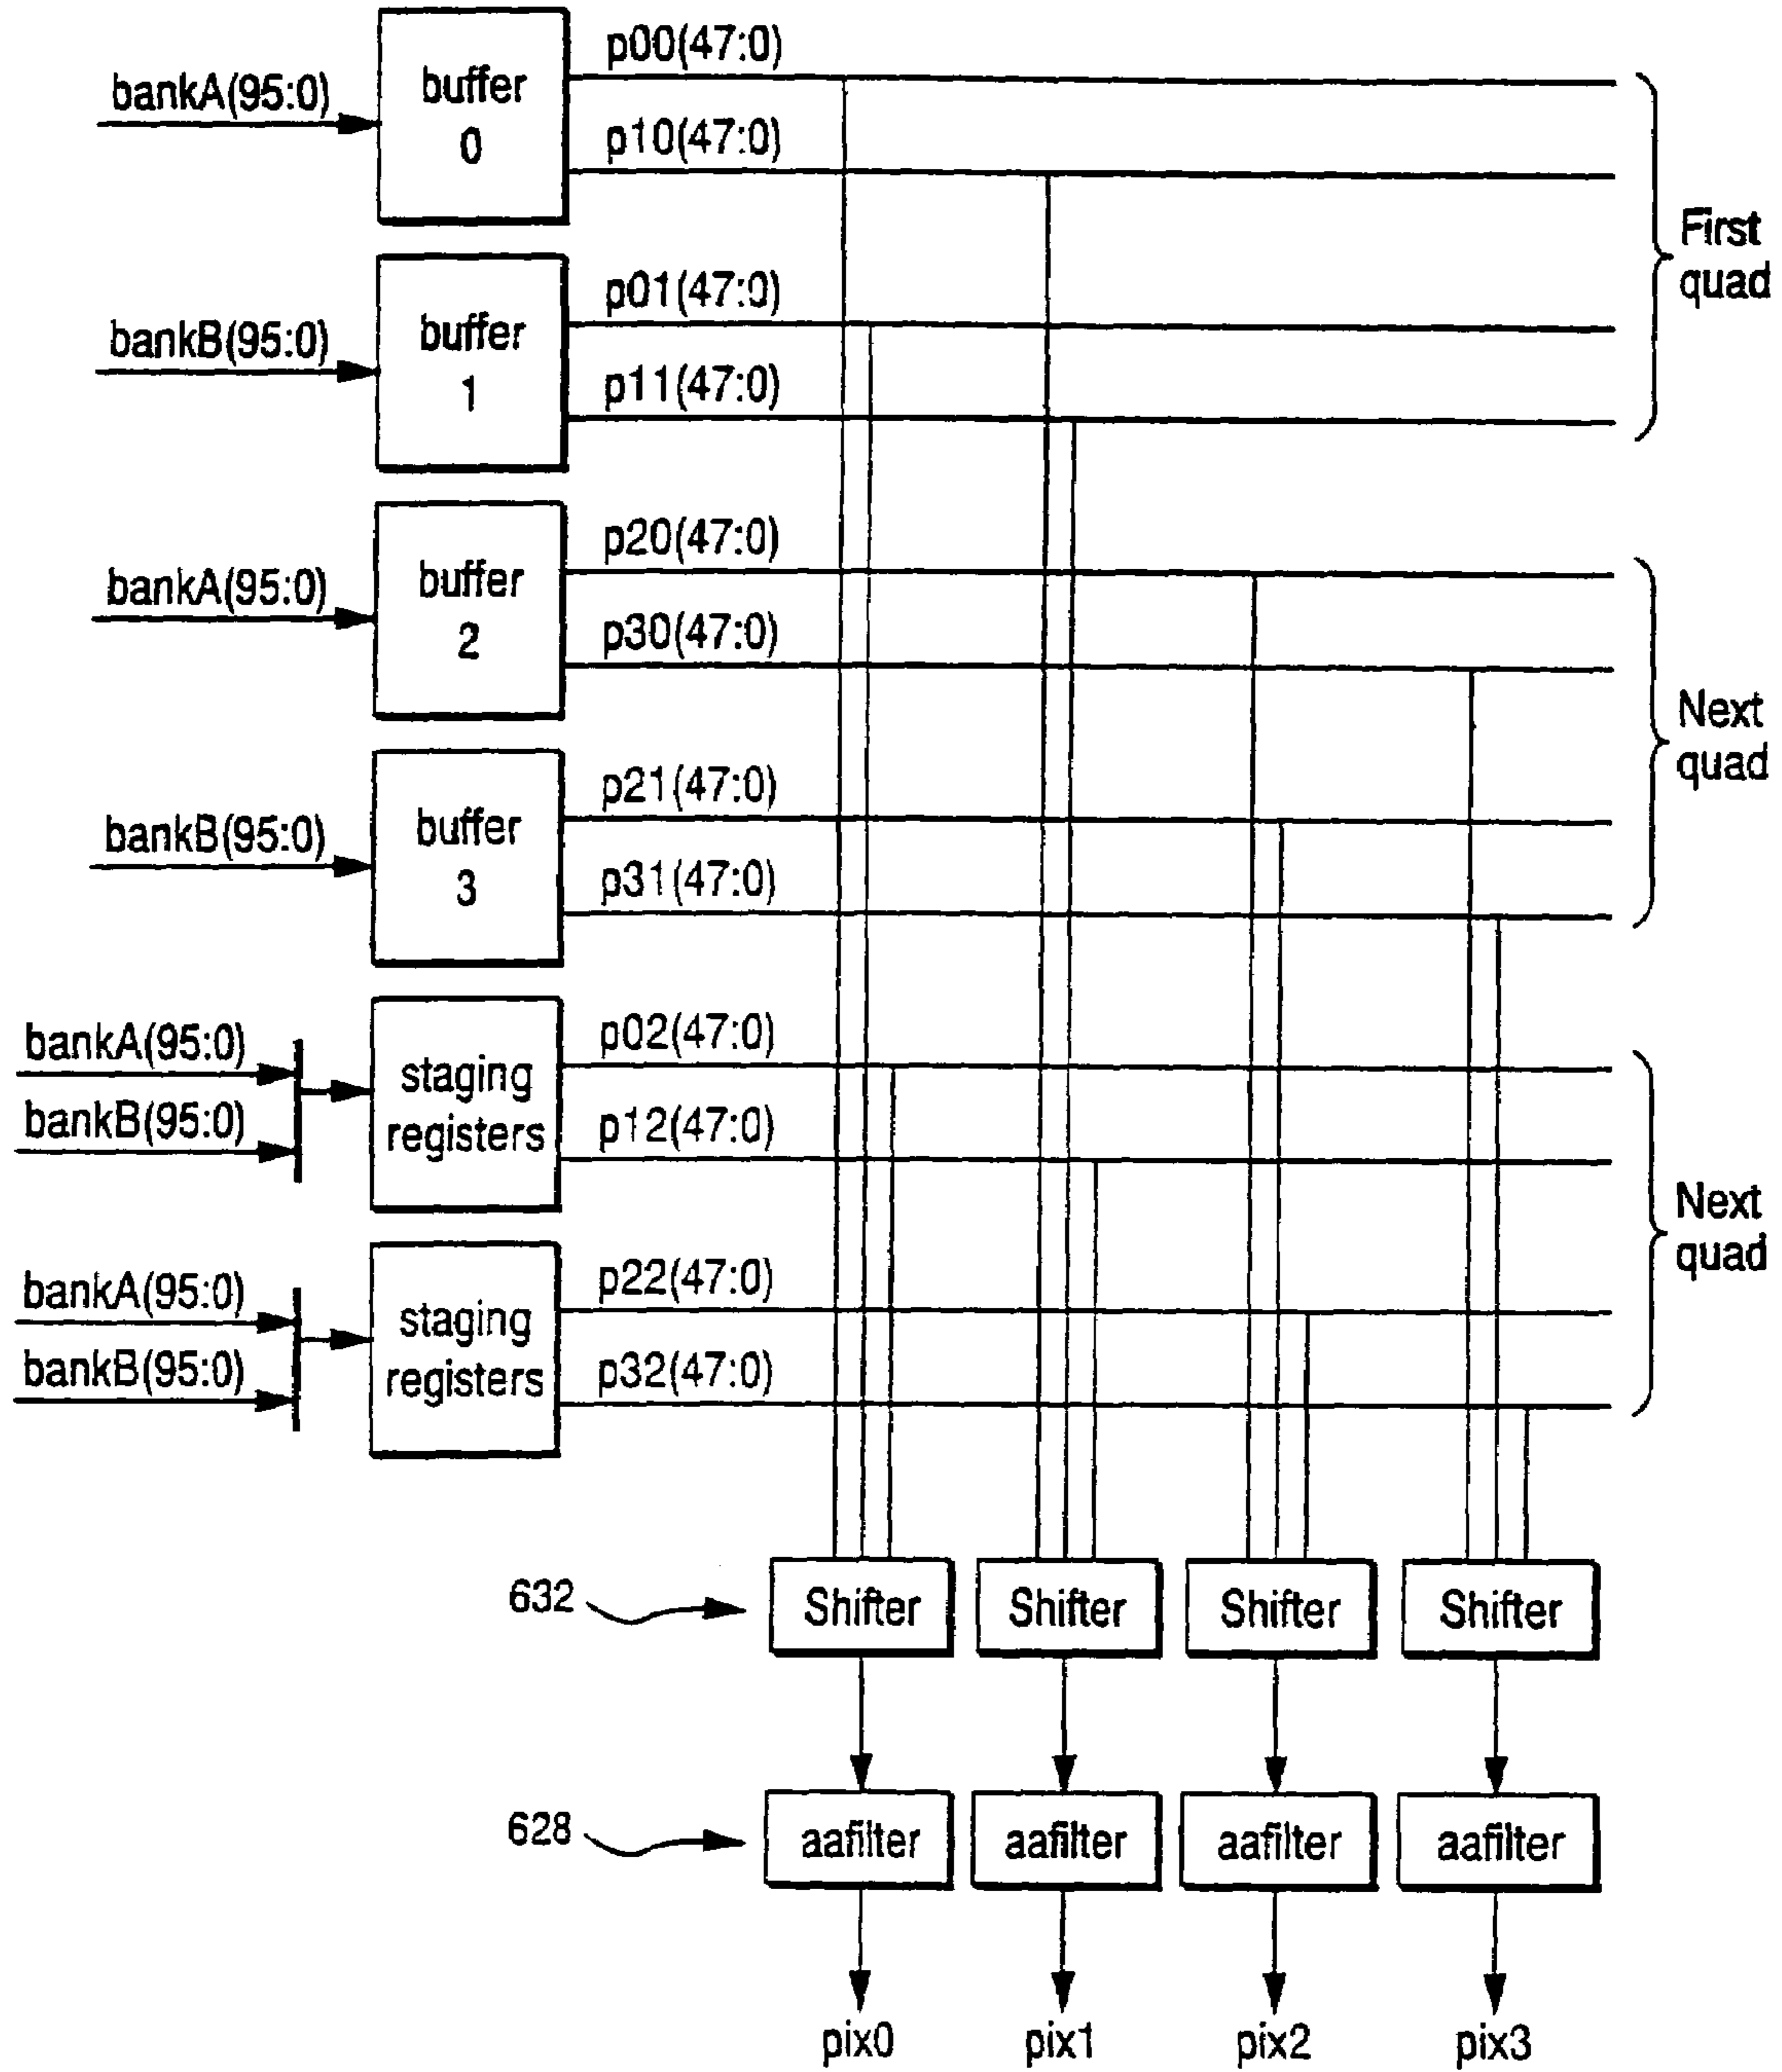 bankA(95:0)
buffer
0
p00(47:0)
p10(47:0)
bankB(95:0)
buffer
1
p01(47:0)
p11(47:0)
First
quad
bankA(95:0)
buffer
2
p20(47:0)
p30(47:0)
bankB(95:0)
buffer
3
p21(47:0)
p31(47:0)
Next
quad
bankA(95:0)
bankB(95:0)
staging
registers
p02(47:0)
p12(47:0)
bankA(95:0)
bankB(95:0)
staging
registers
p22(47:0)
p32(47:0)
Next
quad
632
Shifter
Shifter
Shifter
Shifter
628
aafilter
aafilter
aafilter
aafilter
pix0
pix1
pix2
pix3